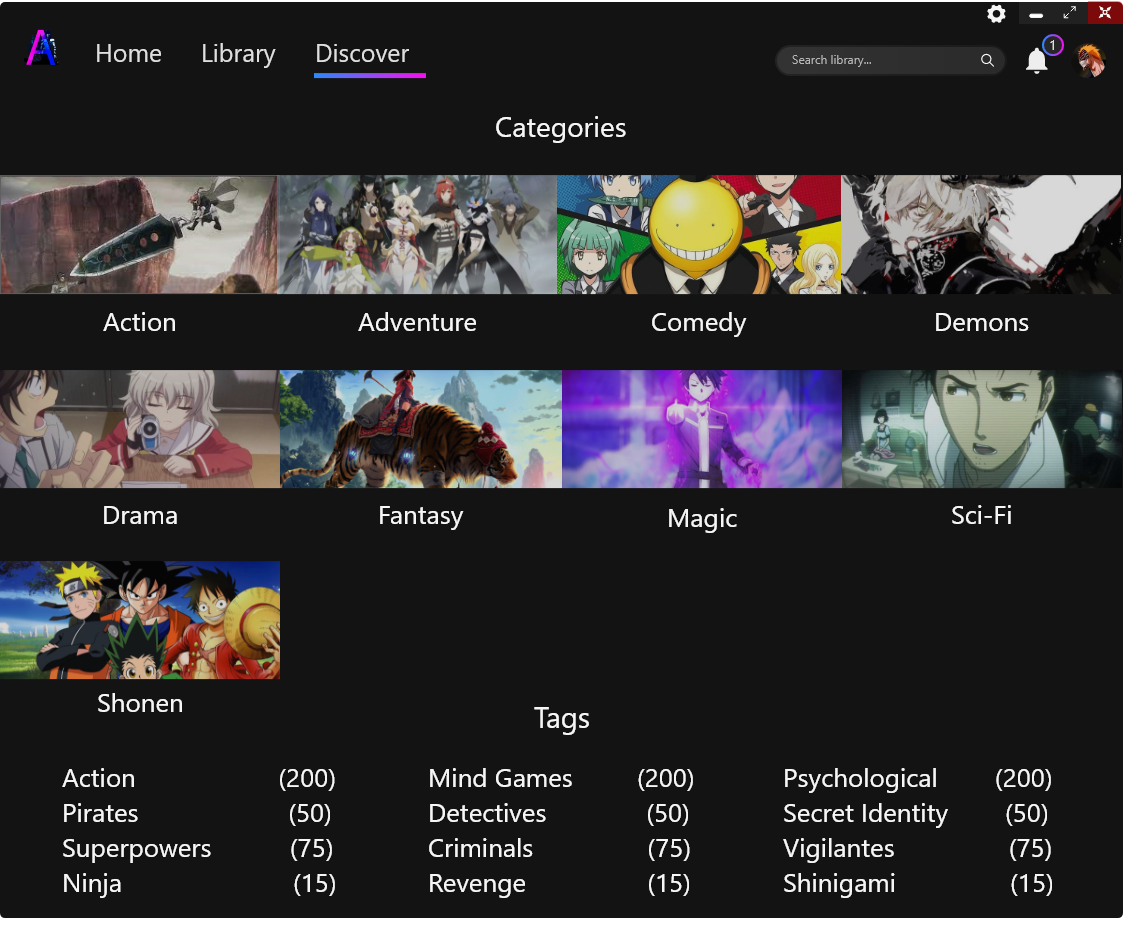 A
Home Library Discover
Search library...
1
Categories
Action Adventure Comedy Demons
Drama Fantasy Magic Sci-Fi
Shonen
Tags
Action (200) Mind Games (200) Psychological (200)
Pirates (50) Detectives (50) Secret Identity (50)
Superpowers (75) Criminals (75) Vigilantes (75)
Ninja (15) Revenge (15) Shinigami (15)